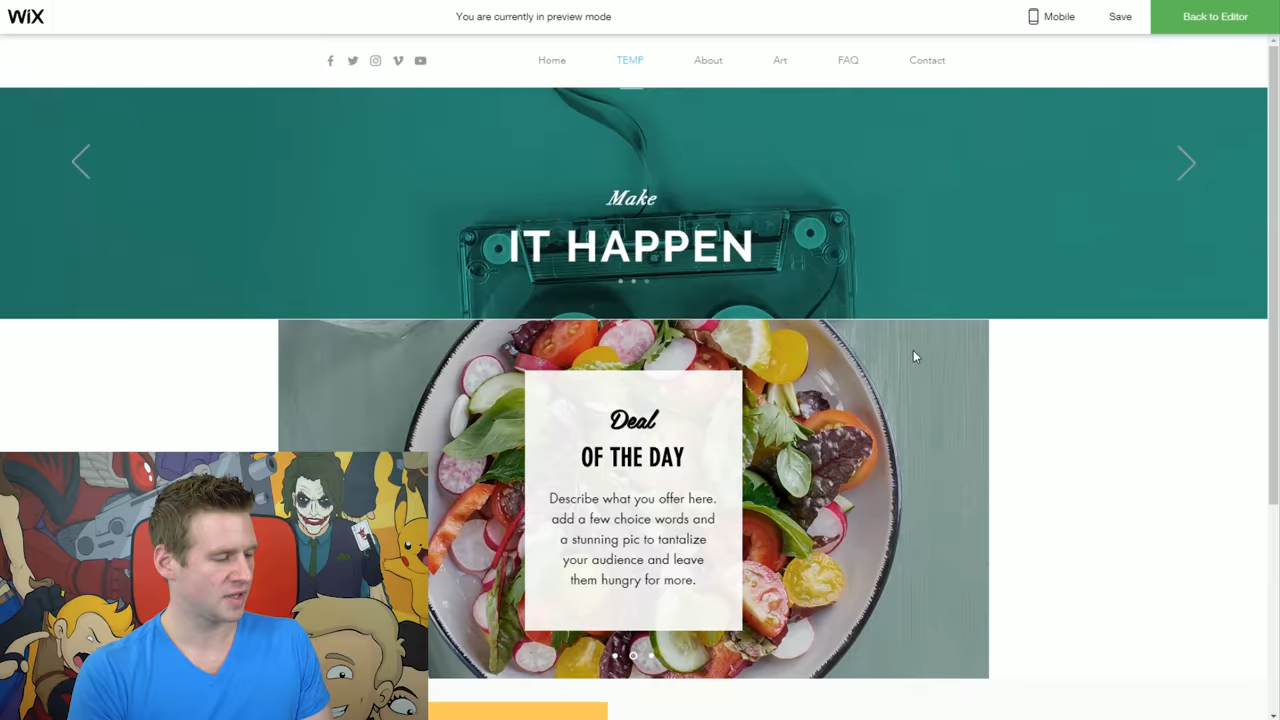 WiX
You are currently in preview mode
Mobile
Save
Back to Editor
Home
TEMP
About
Art
FAQ
Contact
Make
IT HAPPEN
Deal
OF THE DAY
Describe what you offer here.
add a few choice words and
a stunning pic to tantalize
your audience and leave
them hungry for more.